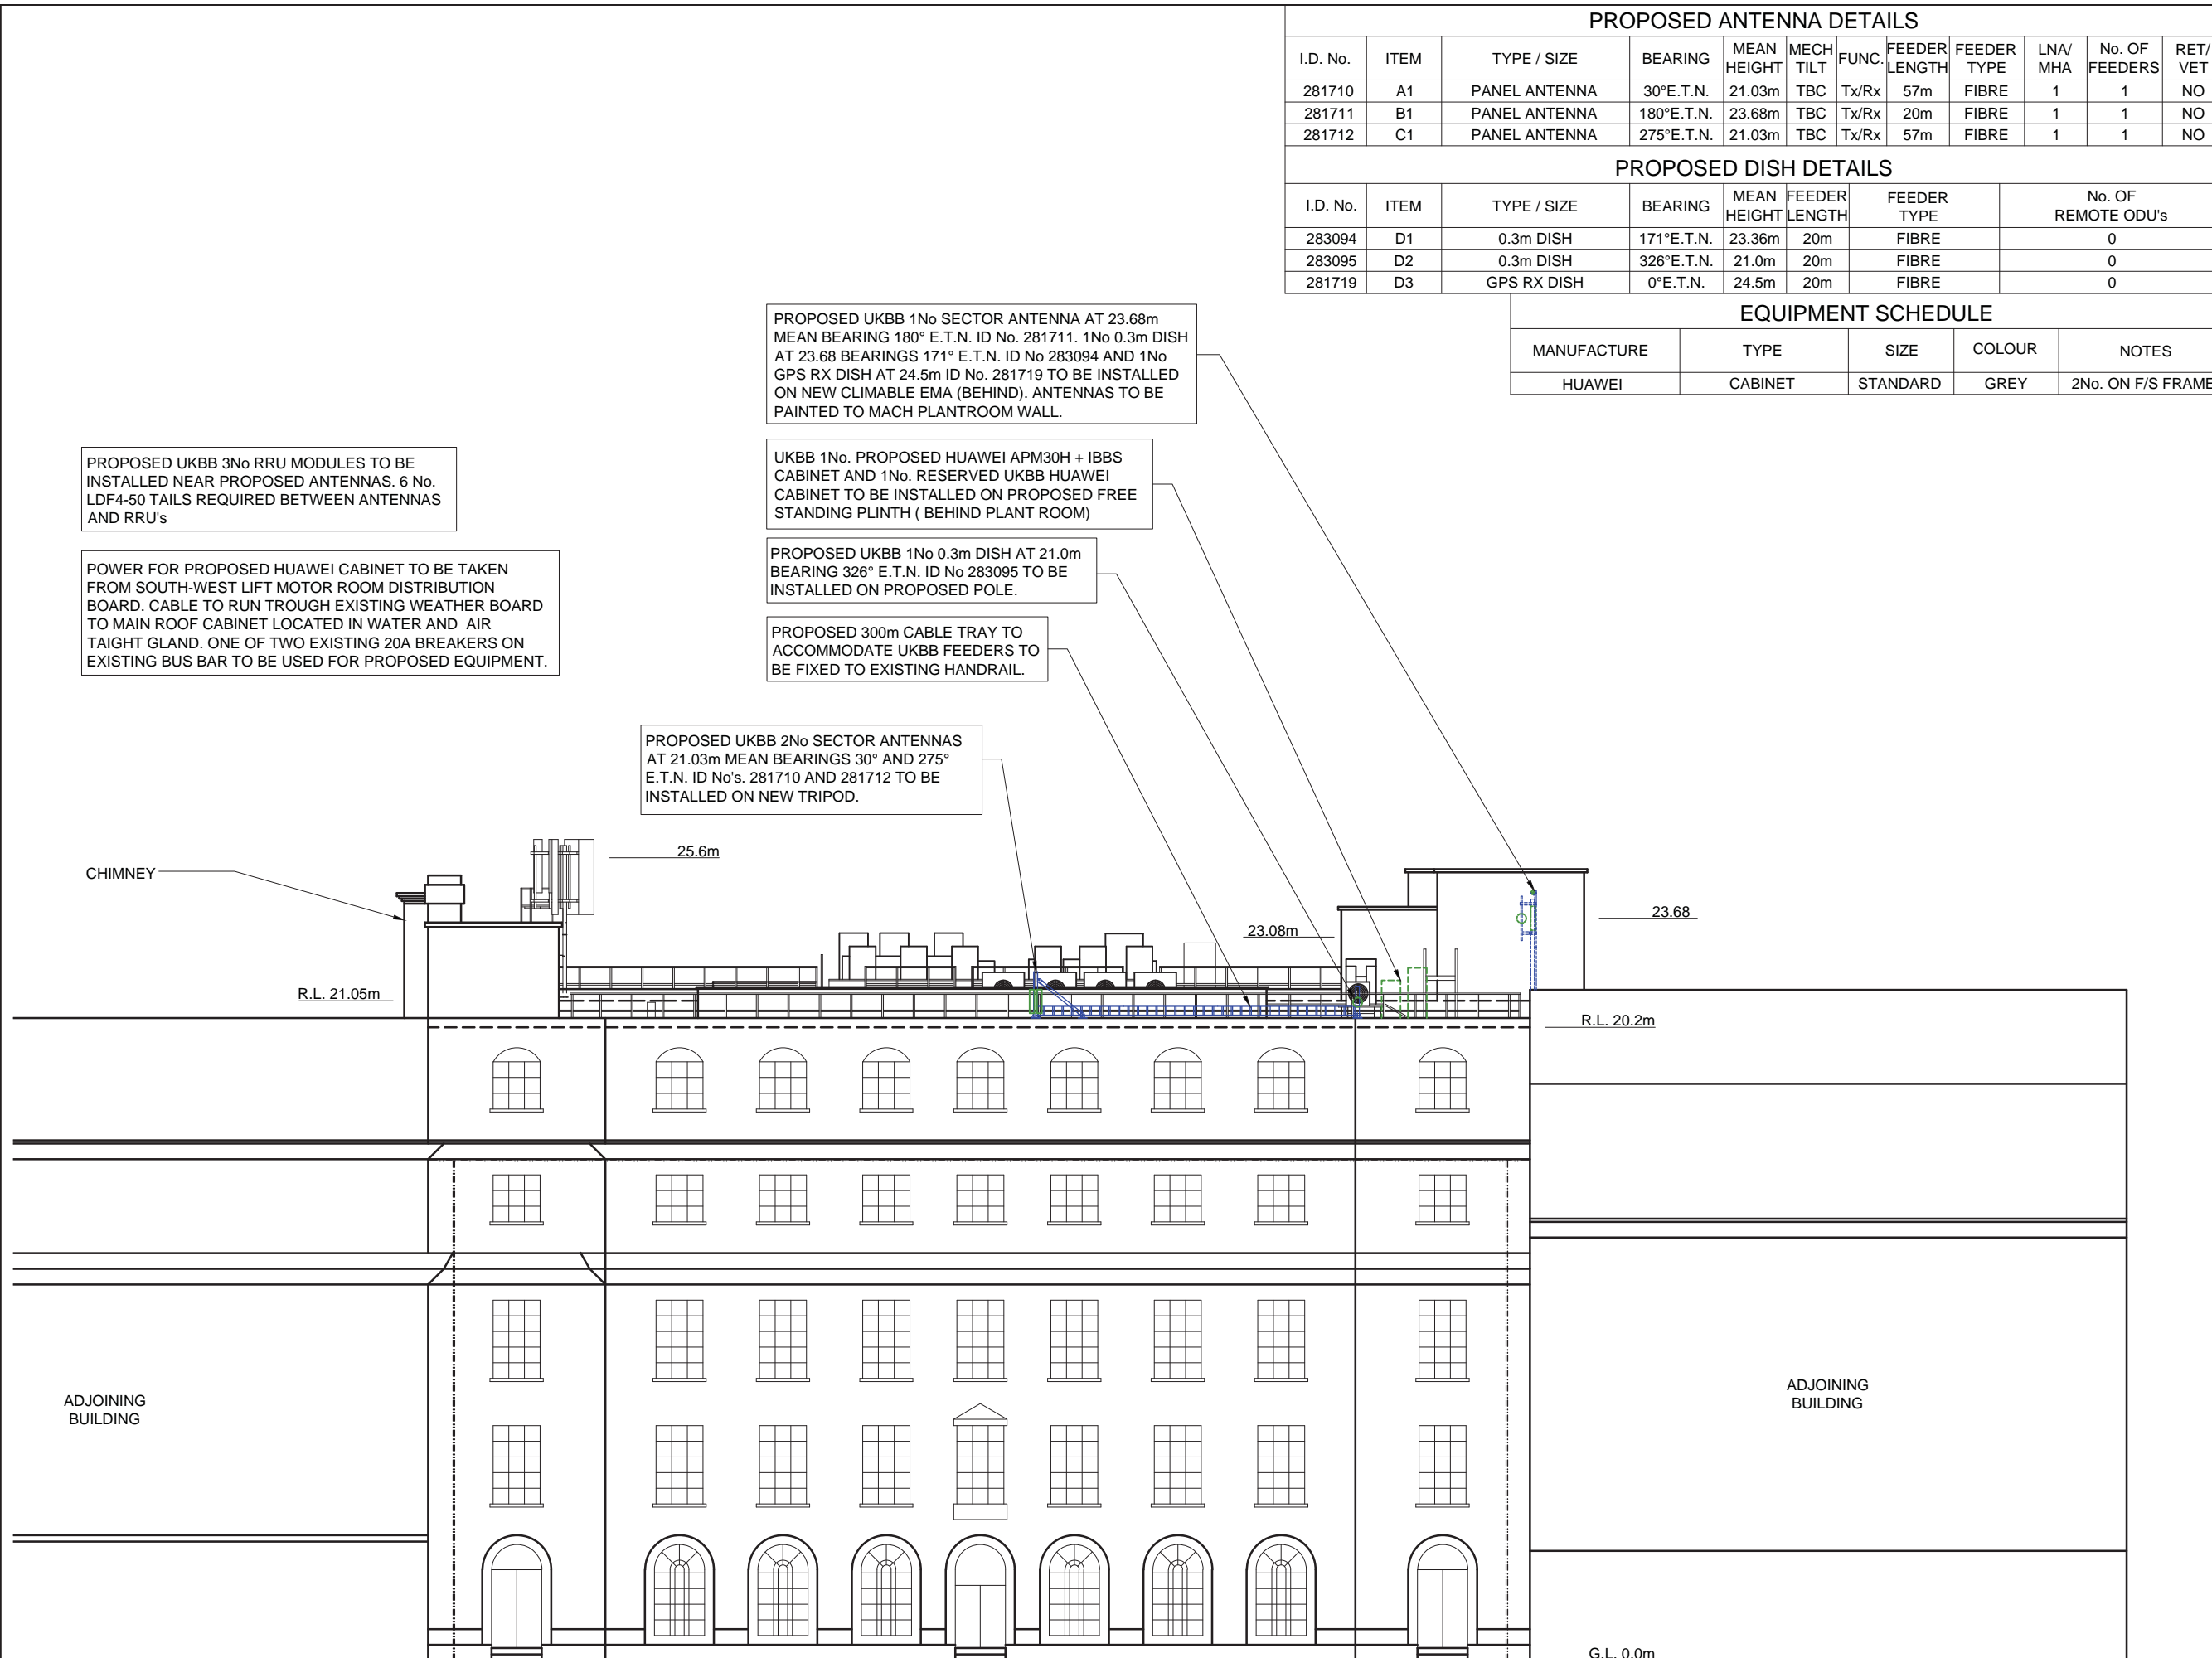 PROPOSED ANTENNA DETAILS
I.D. No. ITEM TYPE / SIZE BEARING MEAN HEIGHT MECH TILT FUNC. FEEDER LENGTH FEEDER TYPE LNA/ MHA No. OF FEEDERS RET/ VET
281710 A1 PANEL ANTENNA 30°E.T.N. 21.03m TBC Tx/Rx 57m FIBRE 1 1 NO
281711 B1 PANEL ANTENNA 180°E.T.N. 23.68m TBC Tx/Rx 20m FIBRE 1 1 NO
281712 C1 PANEL ANTENNA 275°E.T.N. 21.03m TBC Tx/Rx 57m FIBRE 1 1 NO
PROPOSED DISH DETAILS
I.D. No. ITEM TYPE / SIZE BEARING MEAN HEIGHT FEEDER LENGTH FEEDER TYPE No. OF REMOTE ODU's
283094 D1 0.3m DISH 171°E.T.N. 23.36m 20m FIBRE 0
283095 D2 0.3m DISH 326°E.T.N. 21.0m 20m FIBRE 0
281719 D3 GPS RX DISH 0°E.T.N. 24.5m 20m FIBRE 0
EQUIPMENT SCHEDULE
MANUFACTURE TYPE SIZE COLOUR NOTES
HUAWEI CABINET STANDARD GREY 2No. ON F/S FRAME
PROPOSED UKBB 1No SECTOR ANTENNA AT 23.68m
MEAN BEARING 180° E.T.N. ID No. 281711. 1No 0.3m DISH
AT 23.68 BEARINGS 171° E.T.N. ID No 283094 AND 1No
GPS RX DISH AT 24.5m ID No. 281719 TO BE INSTALLED
ON NEW CLIMABLE EMA (BEHIND). ANTENNAS TO BE
PAINTED TO MACH PLANTROOM WALL.
UKBB 1No. PROPOSED HUAWEI APM30H + IBBS
CABINET AND 1No. RESERVED UKBB HUAWEI
CABINET TO BE INSTALLED ON PROPOSED FREE
STANDING PLINTH ( BEHIND PLANT ROOM)
PROPOSED UKBB 3No RRU MODULES TO BE
INSTALLED NEAR PROPOSED ANTENNAS. 6 No.
LDF4-50 TAILS REQUIRED BETWEEN ANTENNAS
AND RRU's
PROPOSED UKBB 1No 0.3m DISH AT 21.0m
BEARING 326° E.T.N. ID No 283095 TO BE
INSTALLED ON PROPOSED POLE.
POWER FOR PROPOSED HUAWEI CABINET TO BE TAKEN
FROM SOUTH-WEST LIFT MOTOR ROOM DISTRIBUTION
BOARD. CABLE TO RUN TROUGH EXISTING WEATHER BOARD
TO MAIN ROOF CABINET LOCATED IN WATER AND AIR
TAIGHT GLAND. ONE OF TWO EXISTING 20A BREAKERS ON
EXISTING BUS BAR TO BE USED FOR PROPOSED EQUIPMENT.
PROPOSED 300m CABLE TRAY TO
ACCOMMODATE UKBB FEEDERS TO
BE FIXED TO EXISTING HANDRAIL.
PROPOSED UKBB 2No SECTOR ANTENNAS
AT 21.03m MEAN BEARINGS 30° AND 275°
E.T.N. ID No's. 281710 AND 281712 TO BE
INSTALLED ON NEW TRIPOD.
25.6m
CHIMNEY
23.68
23.08m
R.L. 21.05m
R.L. 20.2m
ADJOINING
BUILDING
ADJOINING
BUILDING
G.L. 0.0m